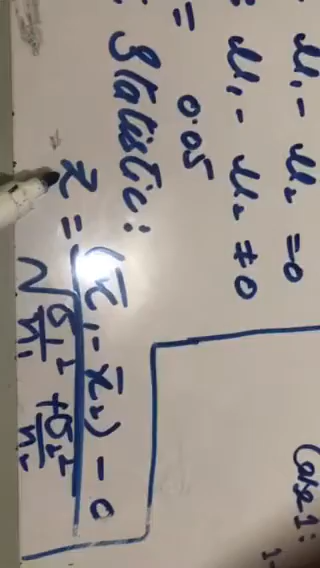 μ₁ - μ₂ = 0
: μ₁ - μ₂ ≠ 0
= 0.05
: Statistic:
Z = (x̄₁ - x̄₂) - 0
√ σ₁²/n₁ + σ₂²/n₂
Case 1: